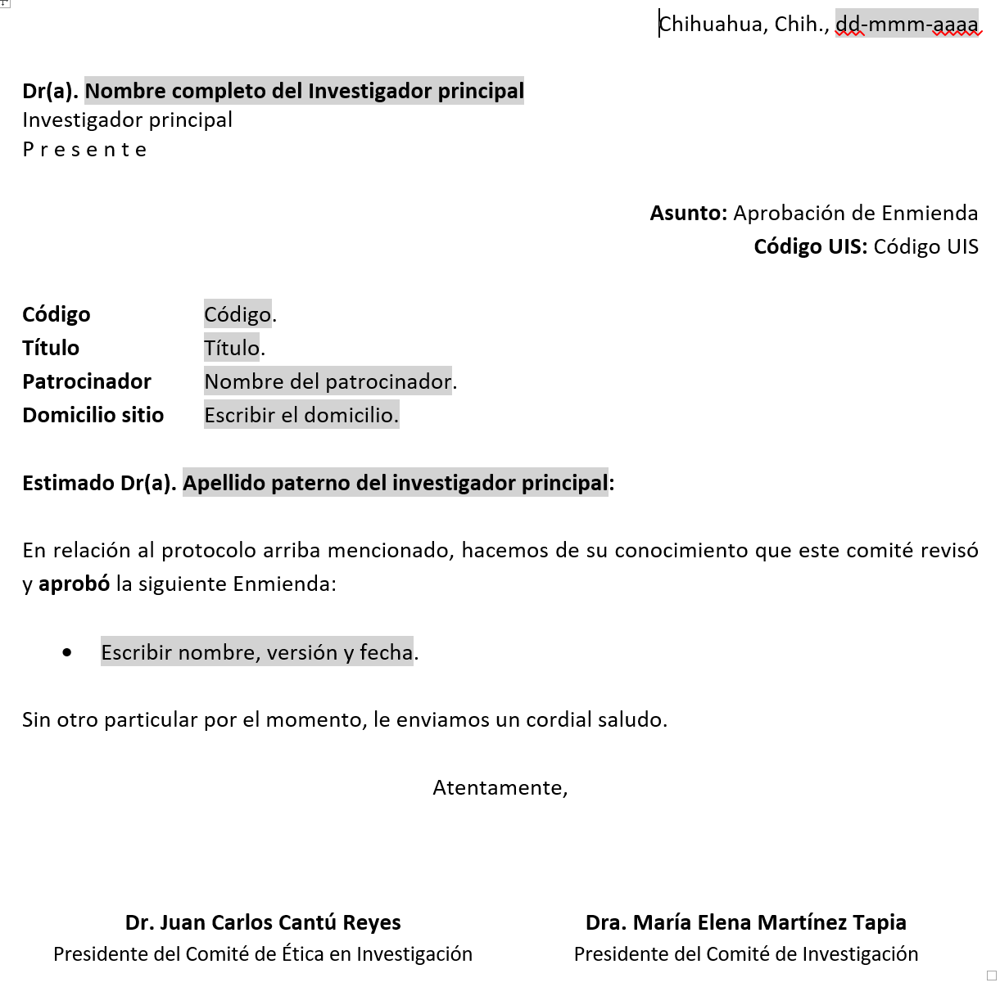 Chihuahua, Chih., dd-mmm-aaaa
Dr(a). Nombre completo del Investigador principal
Investigador principal
P r e s e n t e
Asunto: Aprobación de Enmienda
Código UIS: Código UIS
Código Código.
Título Título.
Patrocinador Nombre del patrocinador.
Domicilio sitio Escribir el domicilio.
Estimado Dr(a). Apellido paterno del investigador principal:
En relación al protocolo arriba mencionado, hacemos de su conocimiento que este comité revisó
y aprobó la siguiente Enmienda:
• Escribir nombre, versión y fecha.
Sin otro particular por el momento, le enviamos un cordial saludo.
Atentamente,
Dr. Juan Carlos Cantú Reyes Dra. María Elena Martínez Tapia
Presidente del Comité de Ética en Investigación Presidente del Comité de Investigación